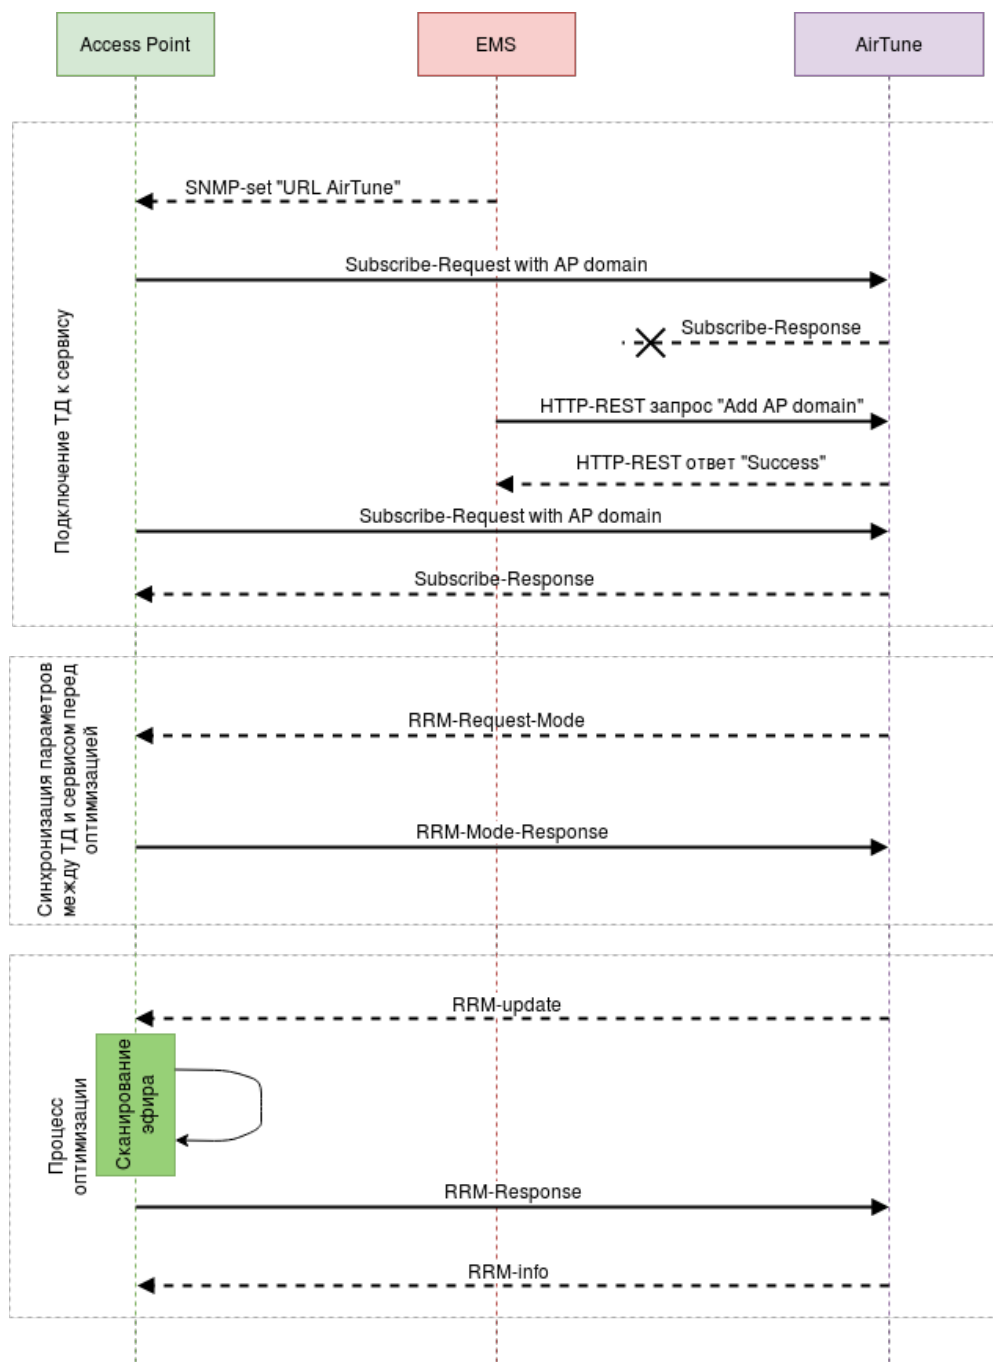 Access Point
EMS
AirTune
Подключение ТД к сервису
SNMP-set "URL AirTune"
Subscribe-Request with AP domain
Subscribe-Response
HTTP-REST запрос "Add AP domain"
HTTP-REST ответ "Success"
Subscribe-Request with AP domain
Subscribe-Response
Синхронизация параметров
между ТД и сервисом перед
оптимизацией
RRM-Request-Mode
RRM-Mode-Response
Процесс
оптимизации
RRM-update
Сканирование
эфира
RRM-Response
RRM-info